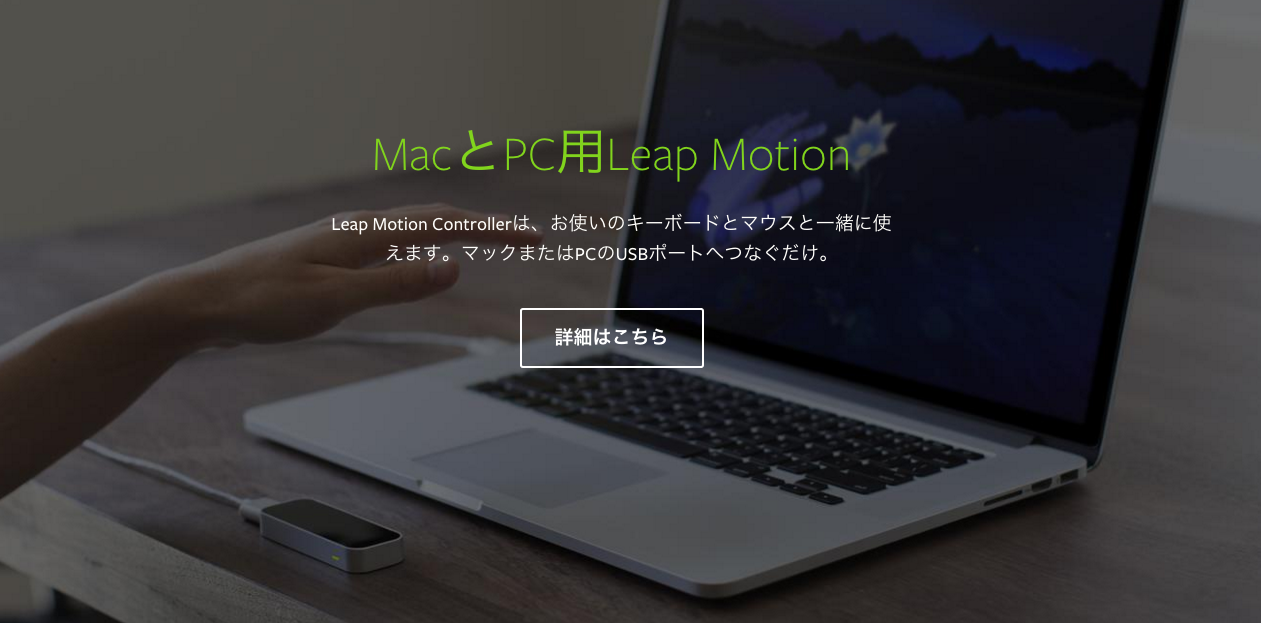 MacとPC用Leap Motion
Leap Motion Controllerは、お使いのキーボードとマウスと一緒に使
えます。マックまたはPCのUSBポートへつなぐだけ。
詳細はこちら